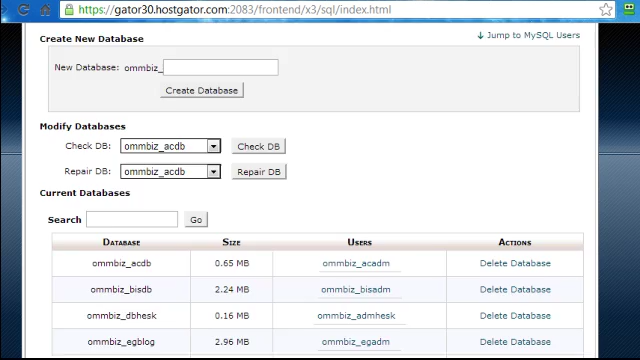 https://gator30.hostgator.com:2083/frontend/x3/sql/index.html
Create New Database
Jump to MySQL Users
New Database: ommbiz_
Create Database
Modify Databases
Check DB: ommbiz_acdb Check DB
Repair DB: ommbiz_acdb Repair DB
Current Databases
Search Go
DATABASE SIZE USERS ACTIONS
ommbiz_acdb 0.65 MB ommbiz_acadm Delete Database
ommbiz_bisdb 2.24 MB ommbiz_bisadm Delete Database
ommbiz_dbhesk 0.16 MB ommbiz_admhesk Delete Database
ommbiz_egblog 2.96 MB ommbiz_egadm Delete Database